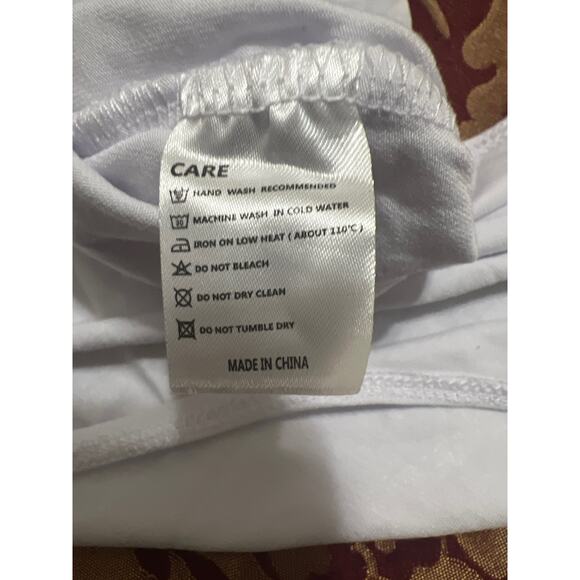 CARE
HAND WASH RECOMMENDED
30 MACHINE WASH IN COLD WATER
IRON ON LOW HEAT ( ABOUT 110℃ )
DO NOT BLEACH
DO NOT DRY CLEAN
DO NOT TUMBLE DRY
MADE IN CHINA